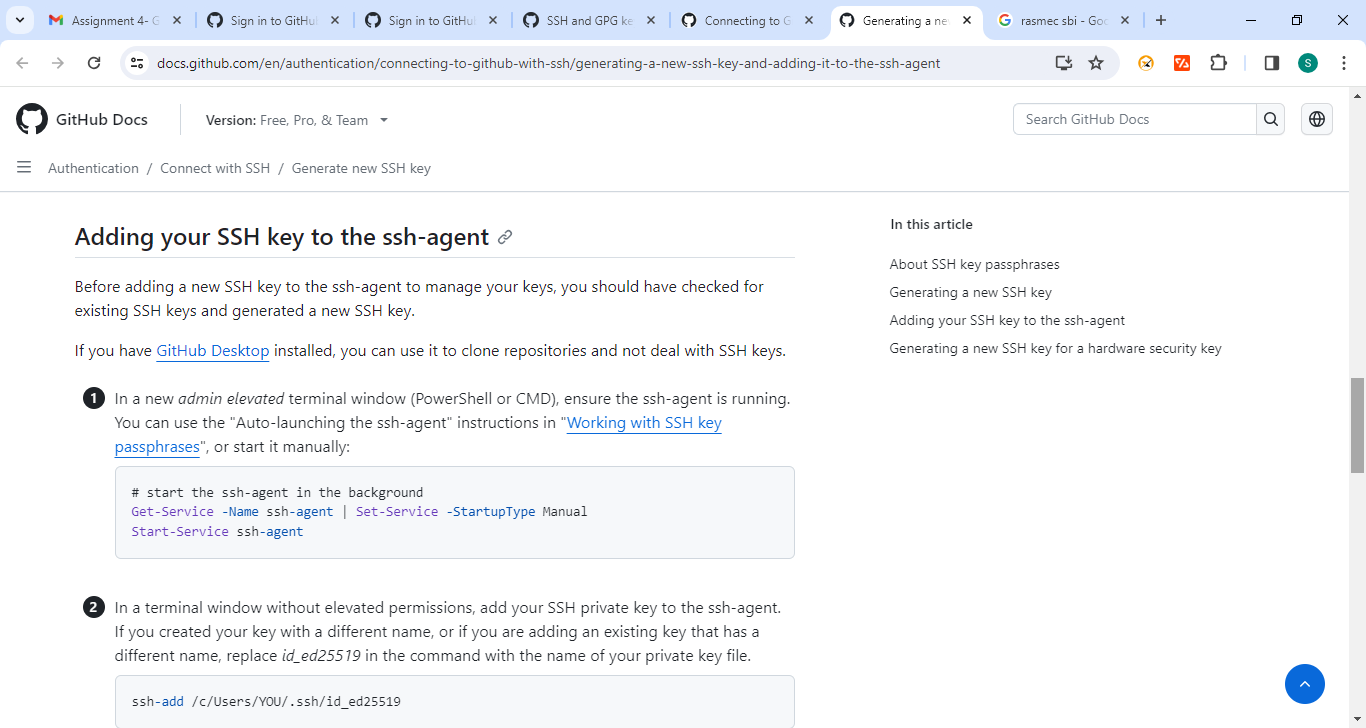 Assignment 4- G
Sign in to GitHu
Sign in to GitHu
SSH and GPG ke
Connecting to G
Generating a ne
rasmec sbi - Goo
docs.github.com/en/authentication/connecting-to-github-with-ssh/generating-a-new-ssh-key-and-adding-it-to-the-ssh-agent
S
GitHub Docs
Version: Free, Pro, & Team
Search GitHub Docs
Authentication / Connect with SSH / Generate new SSH key
Adding your SSH key to the ssh-agent
Before adding a new SSH key to the ssh-agent to manage your keys, you should have checked for
existing SSH keys and generated a new SSH key.
If you have GitHub Desktop installed, you can use it to clone repositories and not deal with SSH keys.
1 In a new admin elevated terminal window (PowerShell or CMD), ensure the ssh-agent is running.
You can use the "Auto-launching the ssh-agent" instructions in "Working with SSH key
passphrases", or start it manually:
# start the ssh-agent in the background
Get-Service -Name ssh-agent | Set-Service -StartupType Manual
Start-Service ssh-agent
2 In a terminal window without elevated permissions, add your SSH private key to the ssh-agent.
If you created your key with a different name, or if you are adding an existing key that has a
different name, replace id_ed25519 in the command with the name of your private key file.
ssh-add /c/Users/YOU/.ssh/id_ed25519
In this article
About SSH key passphrases
Generating a new SSH key
Adding your SSH key to the ssh-agent
Generating a new SSH key for a hardware security key